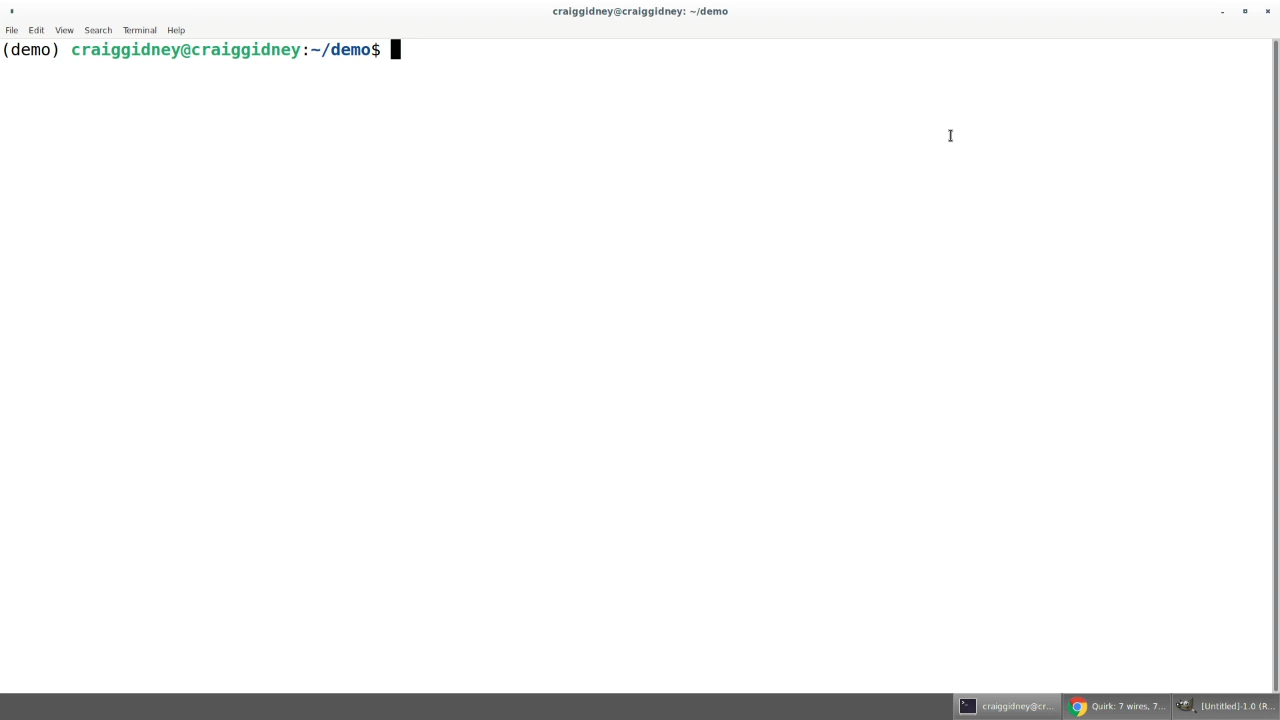 craiggidney@craiggidney: ~/demo
File Edit View Search Terminal Help
(demo) craiggidney@craiggidney:~/demo$
craiggidney@cr... Quirk: 7 wires, 7... [Untitled]-1.0 (R...